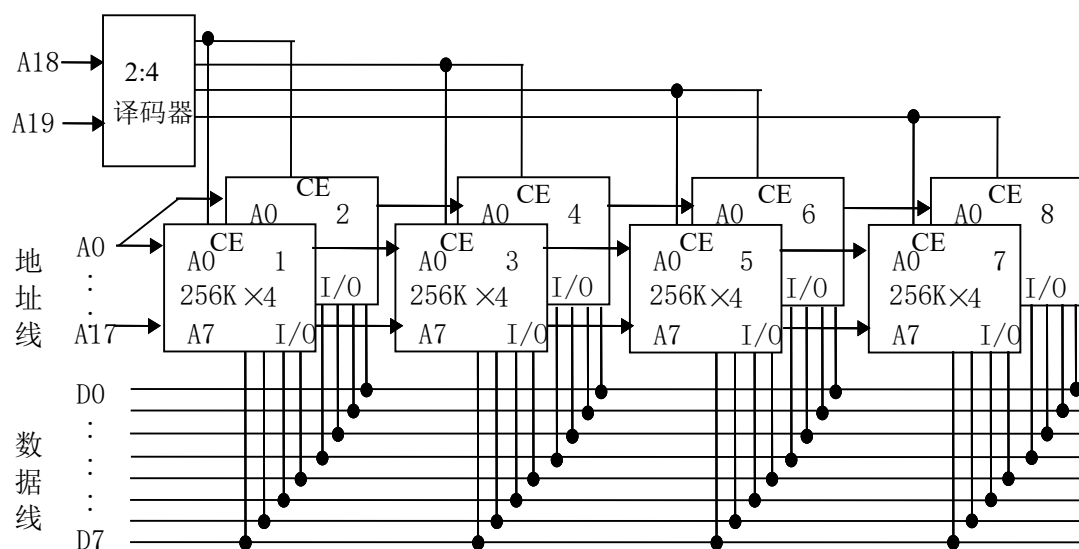 A18
2:4
译码器
A19
CE
CE
CE
CE
A0 2
A0 4
A0 6
A0 8
A0
CE
CE
CE
CE
A0 1
A0 3
A0 5
A0 7
地址线
⋮
256K×4
I/O
256K×4
I/O
256K×4
I/O
256K×4
I/O
A17
A7 I/O
A7 I/O
A7 I/O
A7 I/O
D0
⋮
数据线
⋮
D7